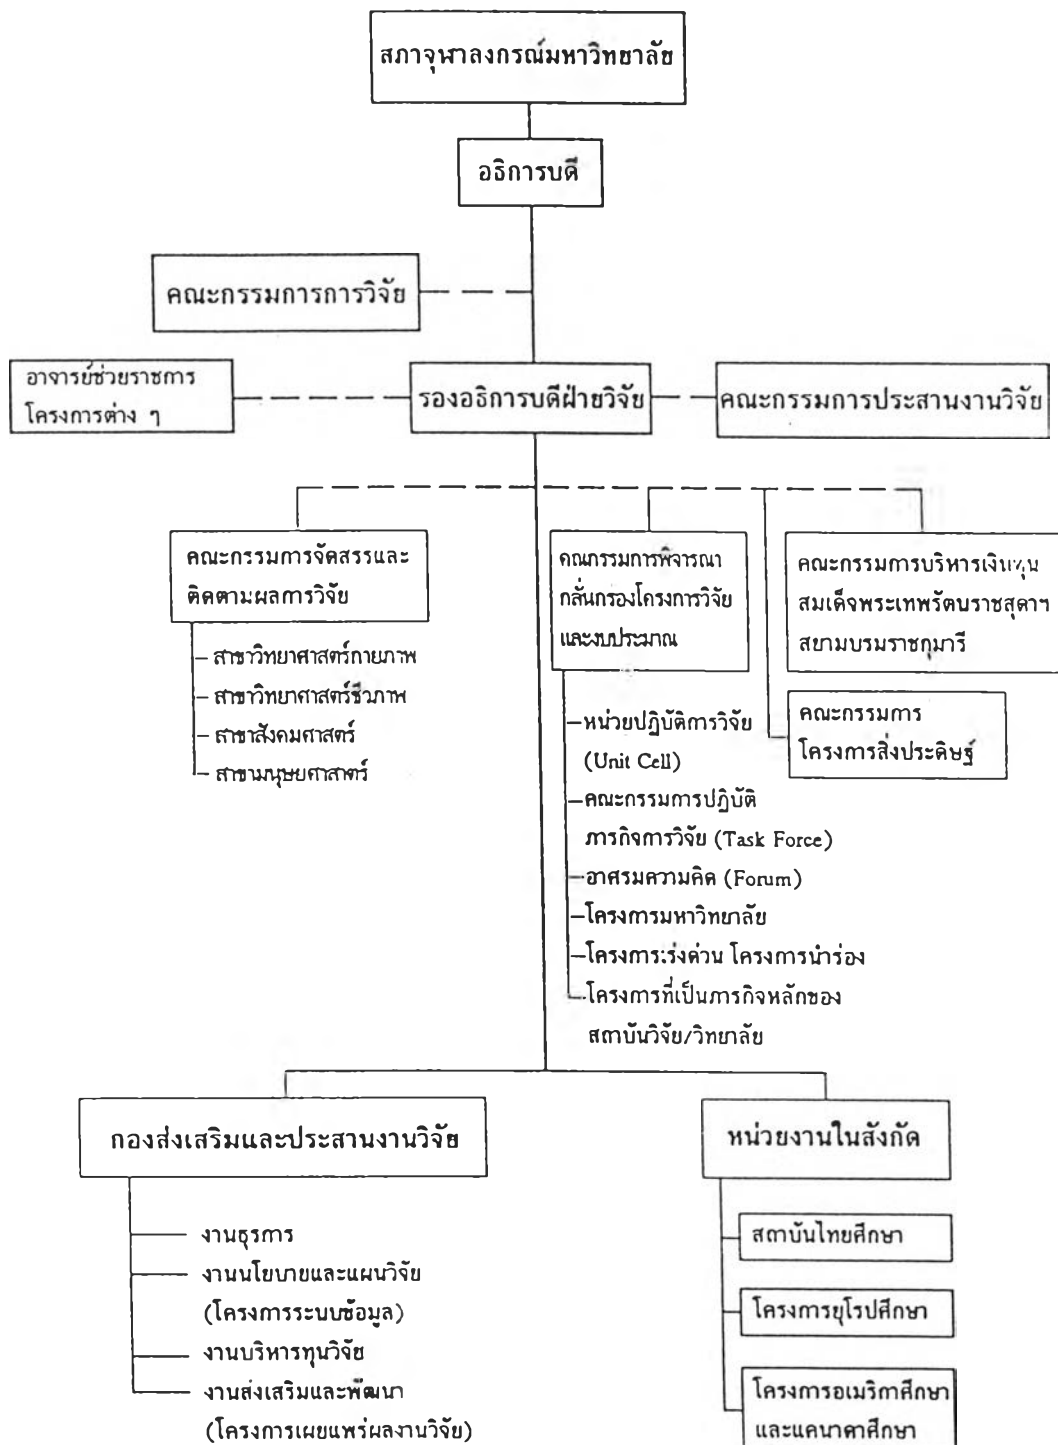 สภาจุฬาลงกรณ์มหาวิทยาลัย
อธิการบดี
คณะกรรมการการวิจัย
อาจารย์ช่วยราชการ
โครงการต่าง ๆ
รองอธิการบดีฝ่ายวิจัย
คณะกรรมการประสานงานวิจัย
คณะกรรมการจัดสรรและ
ติดตามผลการวิจัย
สาขาวิทยาศาสตร์กายภาพ
สาขาวิทยาศาสตร์ชีวภาพ
สาขาสังคมศาสตร์
สาขามนุษยศาสาตร์
คณกรรมการพิจารณา
กลั่นกรองโครงการวิจัย
และงบประมาณ
หน่วยปฏิบัติการวิจัย
(Unit Cell)
คณะกรรมการปฏิบัติ
ภารกิจการวิจัย (Task Force)
อาศรมความคิด (Forum)
โครงการมหาวิทยาลัย
โครงการเร่งด่วน โครงการนำร่อง
โครงการที่เป็นภารกิจหลักของ
สถาบันวิจัย/วิทยาลัย
คณะกรรมการบริหารเงินทุน
สมเด็จพระเทพรัตนราชสุดาฯ
สยามบรมราชกุมารี
คณะกรรมการ
โครงการสิ่งประดิษฐ์
กองส่งเสริมและประสานงานวิจัย
งานธุรการ
งานนโยบายและแผนวิจัย
(โครงการระบบข้อมูล)
งานบริหารทุนวิจัย
งานส่งเสริมและพัฒนา
(โครงการเผยแพร่ผลงานวิจัย)
หน่วยงานในสังกัด
สถาบันไทยศึกษา
โครงการยุโรปศึกษา
โครงการอเมริกาศึกษา
และแคนาดาศึกษา